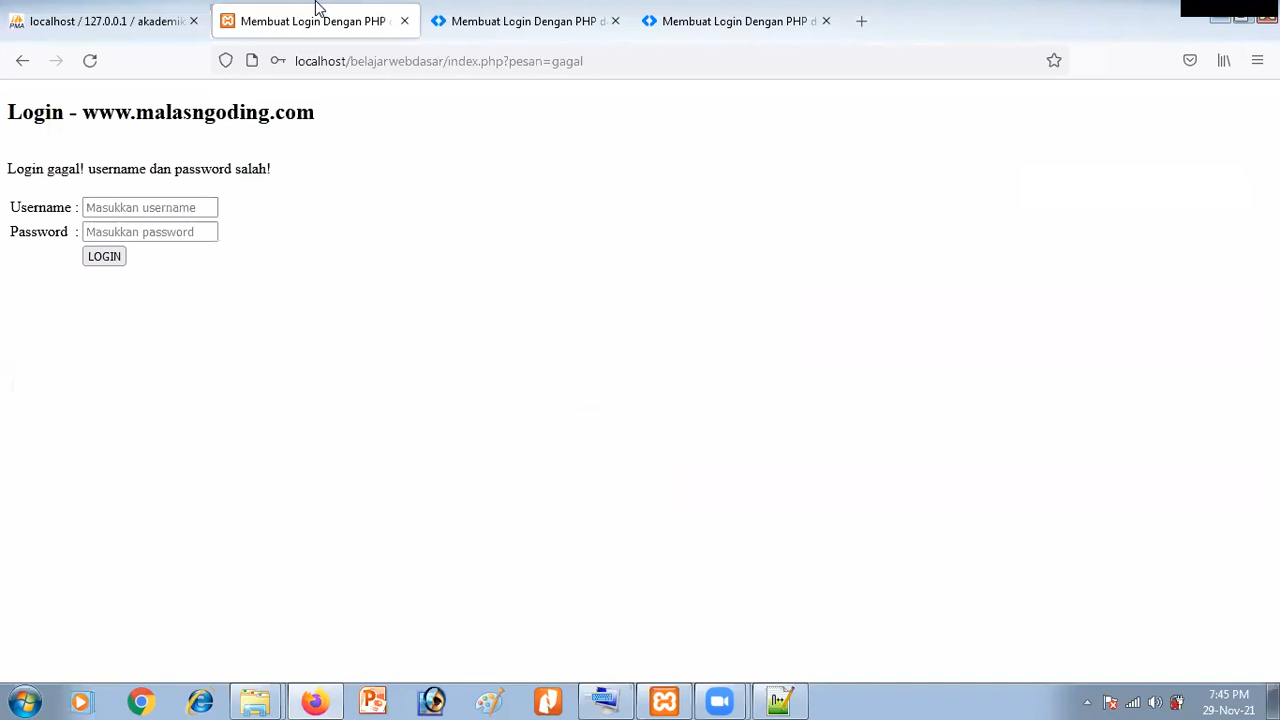 localhost / 127.0.0.1 / akademik
Membuat Login Dengan PHP d
Membuat Login Dengan PHP d
Membuat Login Dengan PHP d
localhost/belajarwebdasar/index.php?pesan=gagal
Login - www.malasngoding.com
Login gagal! username dan password salah!
Username : Masukkan username
Password : Masukkan password
LOGIN
7:45 PM
29-Nov-21